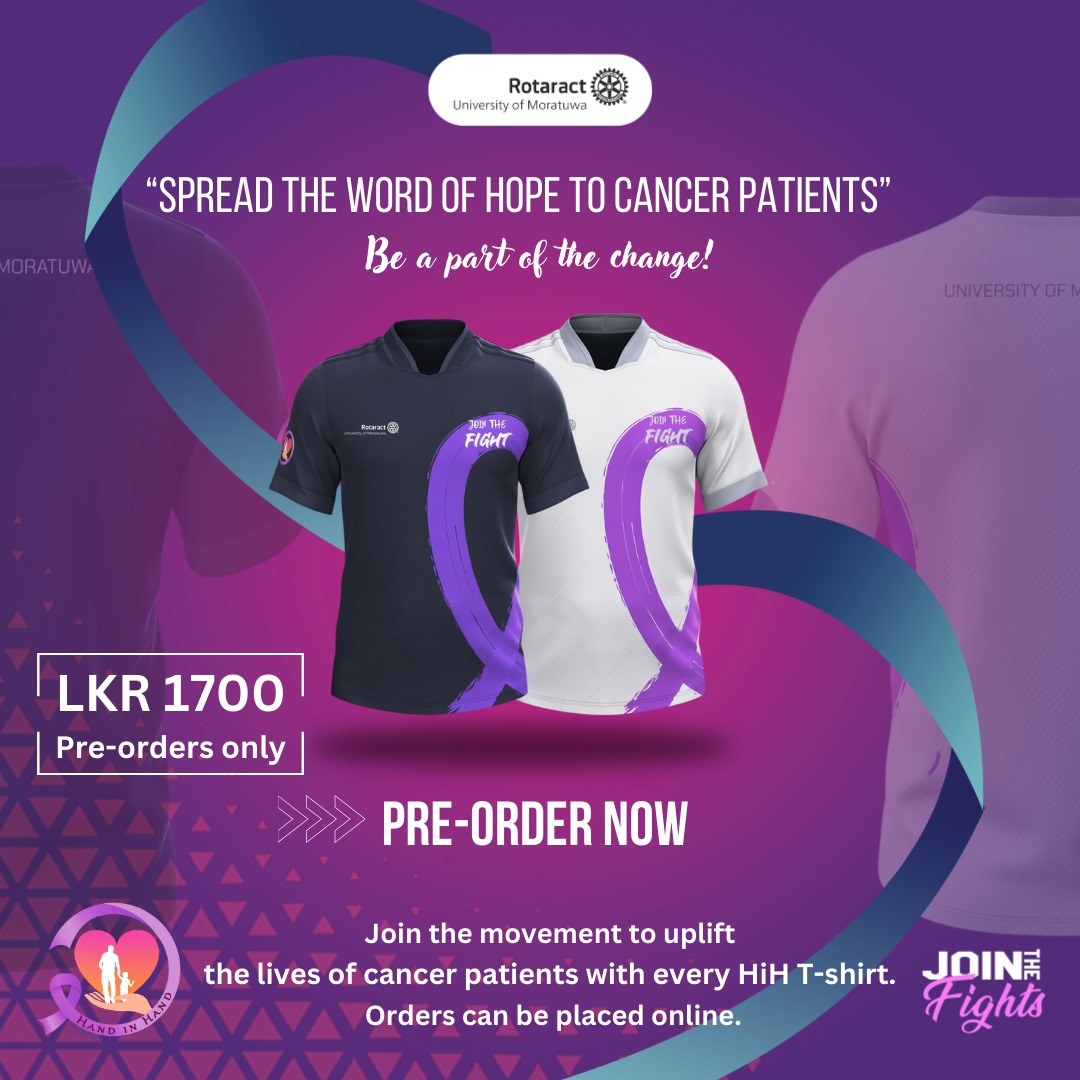 Rotaract
University of Moratuwa
“SPREAD THE WORD OF HOPE TO CANCER PATIENTS”
Be a part of the change!
MORATUWA
UNIVERSITY OF M
Rotaract
University of Moratuwa
JOIN THE
FIGHT
JOIN THE
FIGHT
LKR 1700
Pre-orders only
PRE-ORDER NOW
Join the movement to uplift
the lives of cancer patients with every HiH T-shirt.
Orders can be placed online.
HAND IN HAND
JOIN THE
Fights